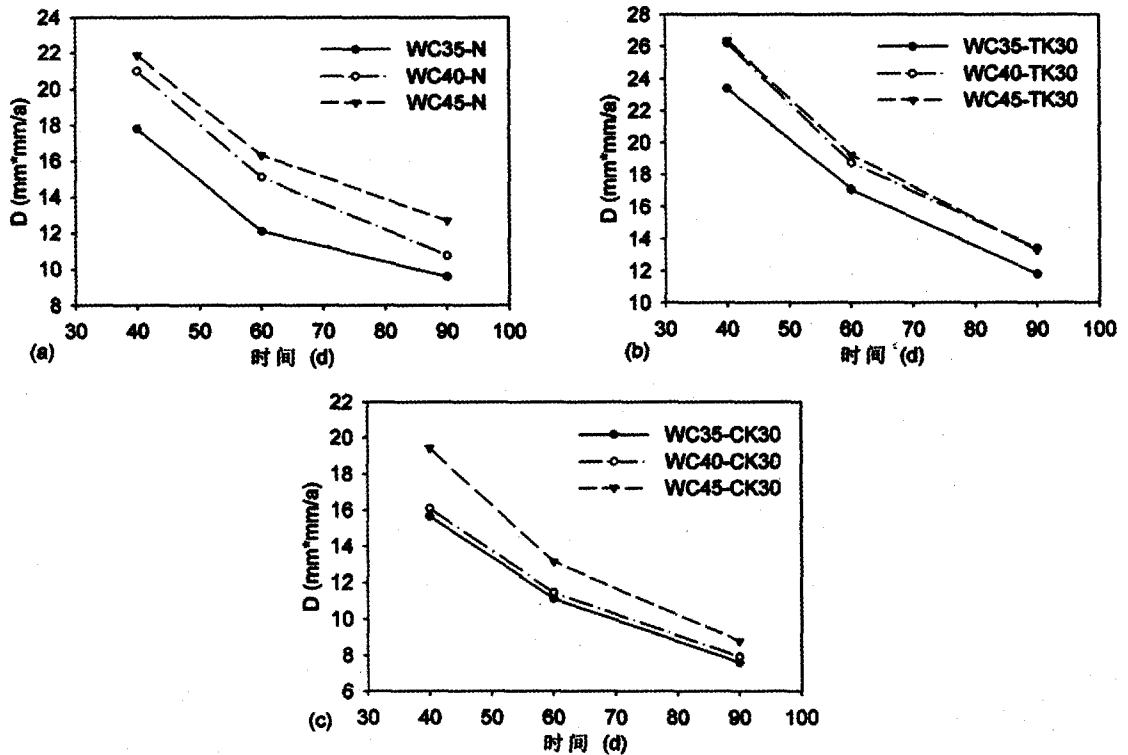 24
22
20
18
16
14
12
10
8
D (mm*mm/a)
WC35-N
WC40-N
WC45-N
30 40 50 60 70 80 90 100
(a)
时间 (d)
28
26
24
22
20
18
16
14
12
10
D (mm*mm/a)
WC35-TK30
WC40-TK30
WC45-TK30
30 40 50 60 70 80 90 100
(b)
时间 (d)
22
20
18
16
14
12
10
8
6
D (mm*mm/a)
WC35-CK30
WC40-CK30
WC45-CK30
30 40 50 60 70 80 90 100
(c)
时间 (d)